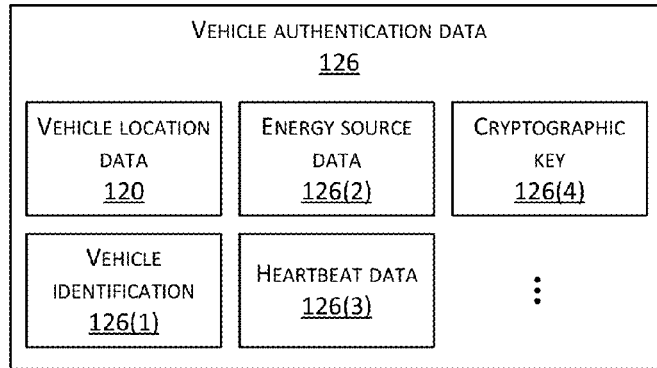 VEHICLE AUTHENTICATION DATA
126
VEHICLE LOCATION
DATA
120
ENERGY SOURCE
DATA
126(2)
CRYPTOGRAPHIC
KEY
126(4)
VEHICLE
IDENTIFICATION
126(1)
HEARTBEAT DATA
126(3)